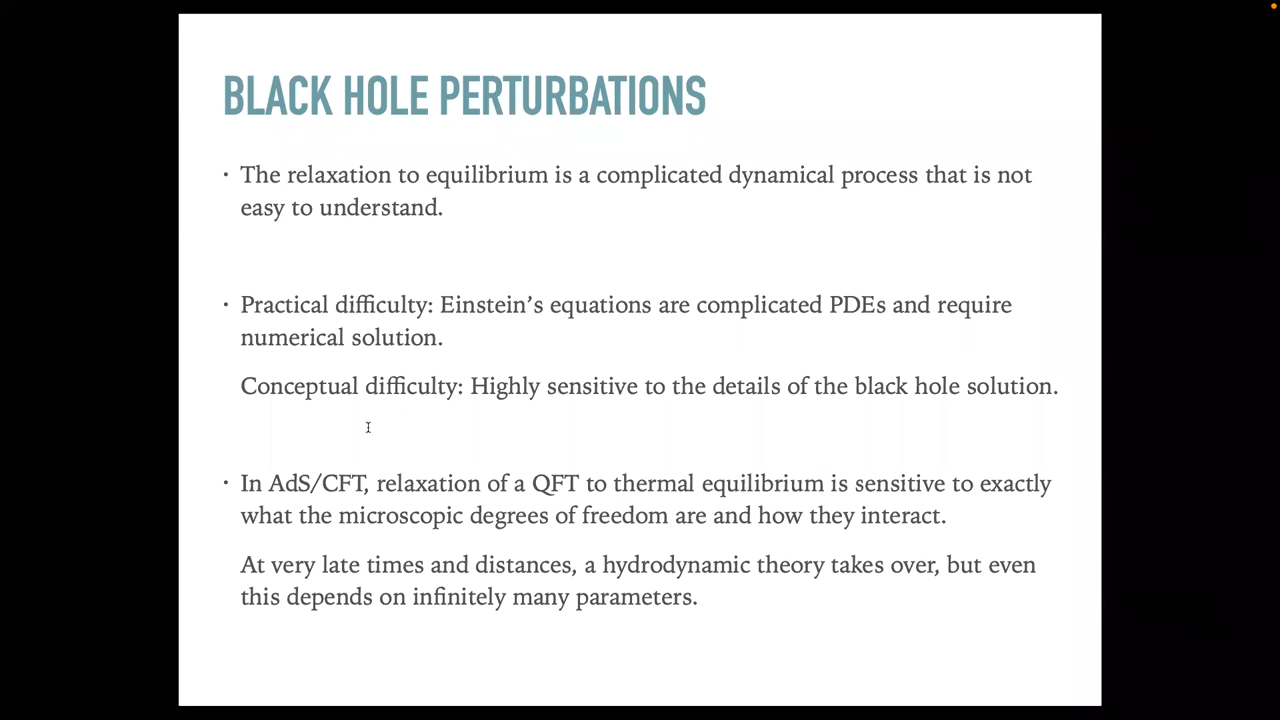 BLACK HOLE PERTURBATIONS
• The relaxation to equilibrium is a complicated dynamical process that is not
easy to understand.
• Practical difficulty: Einstein’s equations are complicated PDEs and require
numerical solution.
Conceptual difficulty: Highly sensitive to the details of the black hole solution.
• In AdS/CFT, relaxation of a QFT to thermal equilibrium is sensitive to exactly
what the microscopic degrees of freedom are and how they interact.
At very late times and distances, a hydrodynamic theory takes over, but even
this depends on infinitely many parameters.